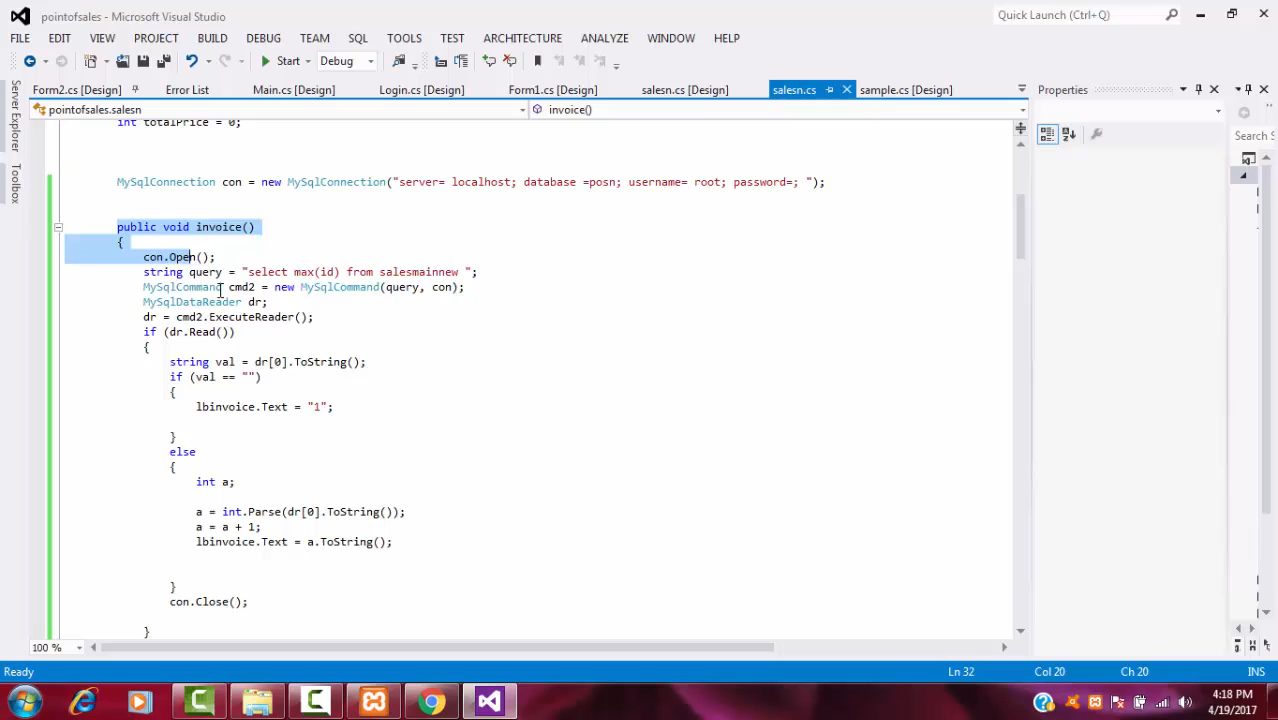 pointofsales - Microsoft Visual Studio
Quick Launch (Ctrl+Q)
FILE EDIT VIEW PROJECT BUILD DEBUG TEAM SQL TOOLS TEST ARCHITECTURE ANALYZE WINDOW HELP
Start Debug
Form2.cs [Design] Error List Main.cs [Design] Login.cs [Design] Form1.cs [Design] salesn.cs [Design] salesn.cs sample.cs [Design]
Properties
pointofsales.salesn invoice()
Server Explorer
Toolbox
Search S
int totalPrice = 0;
MySqlConnection con = new MySqlConnection("server= localhost; database =posn; username= root; password=; ");
public void invoice()
{
con.Open();
string query = "select max(id) from salesmainnew ";
MySqlCommand cmd2 = new MySqlCommand(query, con);
MySqlDataReader dr;
dr = cmd2.ExecuteReader();
if (dr.Read())
{
string val = dr[0].ToString();
if (val == "")
{
lbinvoice.Text = "1";
}
else
{
int a;
a = int.Parse(dr[0].ToString());
a = a + 1;
lbinvoice.Text = a.ToString();
}
con.Close();
}
100 %
Ready
Ln 32 Col 20 Ch 20 INS
4:18 PM
4/19/2017